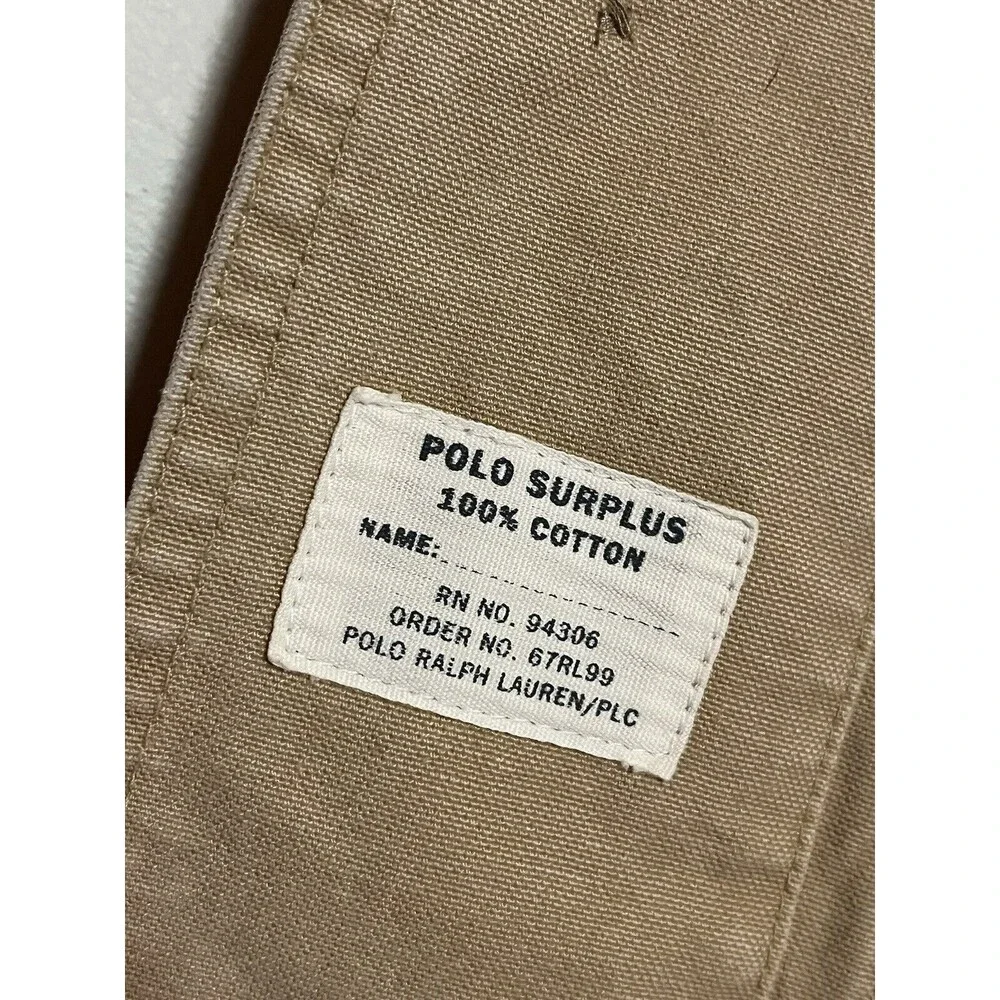 POLO SURPLUS
100% COTTON
NAME:
RN NO. 94306
ORDER NO. 67RL99
POLO RALPH LAUREN/PLC